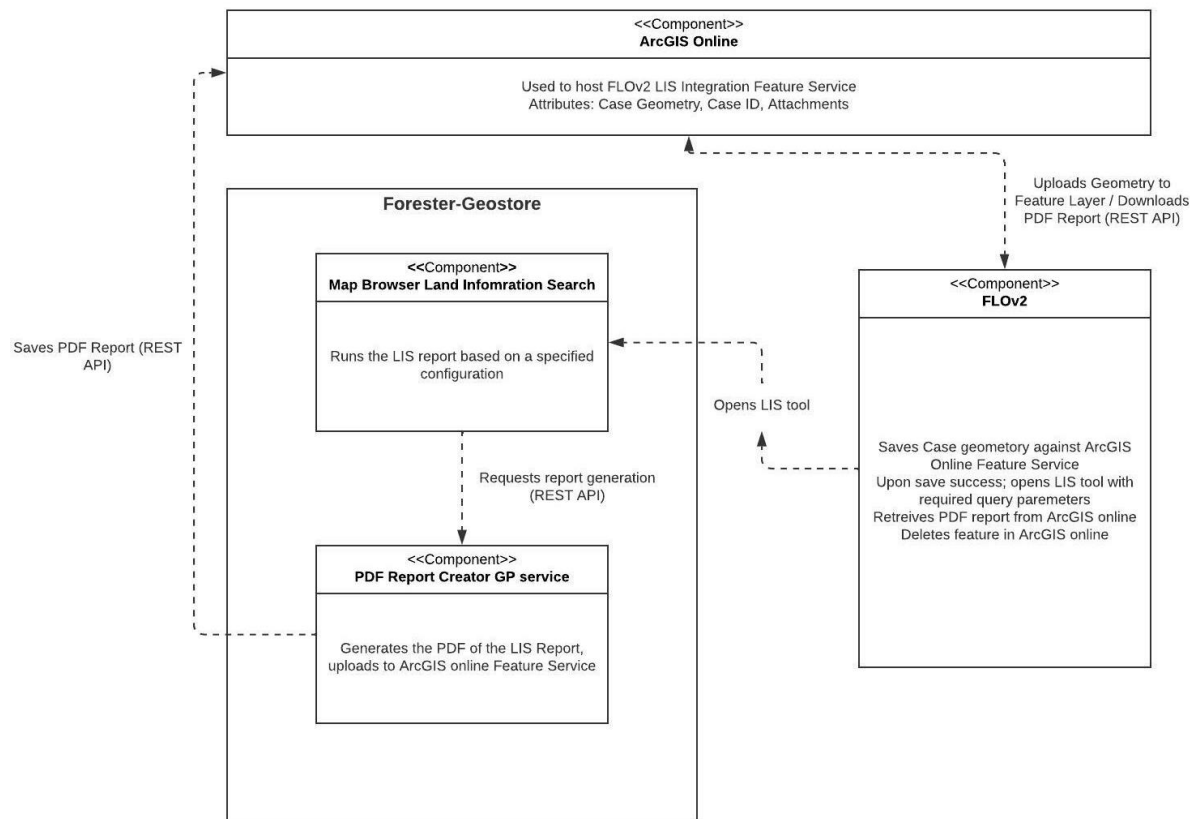 <<Component>>
ArcGIS Online
Used to host FLOv2 LIS Integration Feature Service
Attributes: Case Geometry, Case ID, Attachments
Uploads Geometry to
Feature Layer / Downloads
PDF Report (REST API)
Forester-Geostore
<<Component>>
Map Browser Land Infomration Search
Runs the LIS report based on a specified
configuration
Saves PDF Report (REST
API)
Opens LIS tool
<<Component>>
FLOv2
Saves Case geometory against ArcGIS
Online Feature Service
Upon save success; opens LIS tool with
required query paremeters
Retreives PDF report from ArcGIS online
Deletes feature in ArcGIS online
Requests report generation
(REST API)
<<Component>>
PDF Report Creator GP service
Generates the PDF of the LIS Report,
uploads to ArcGIS online Feature Service